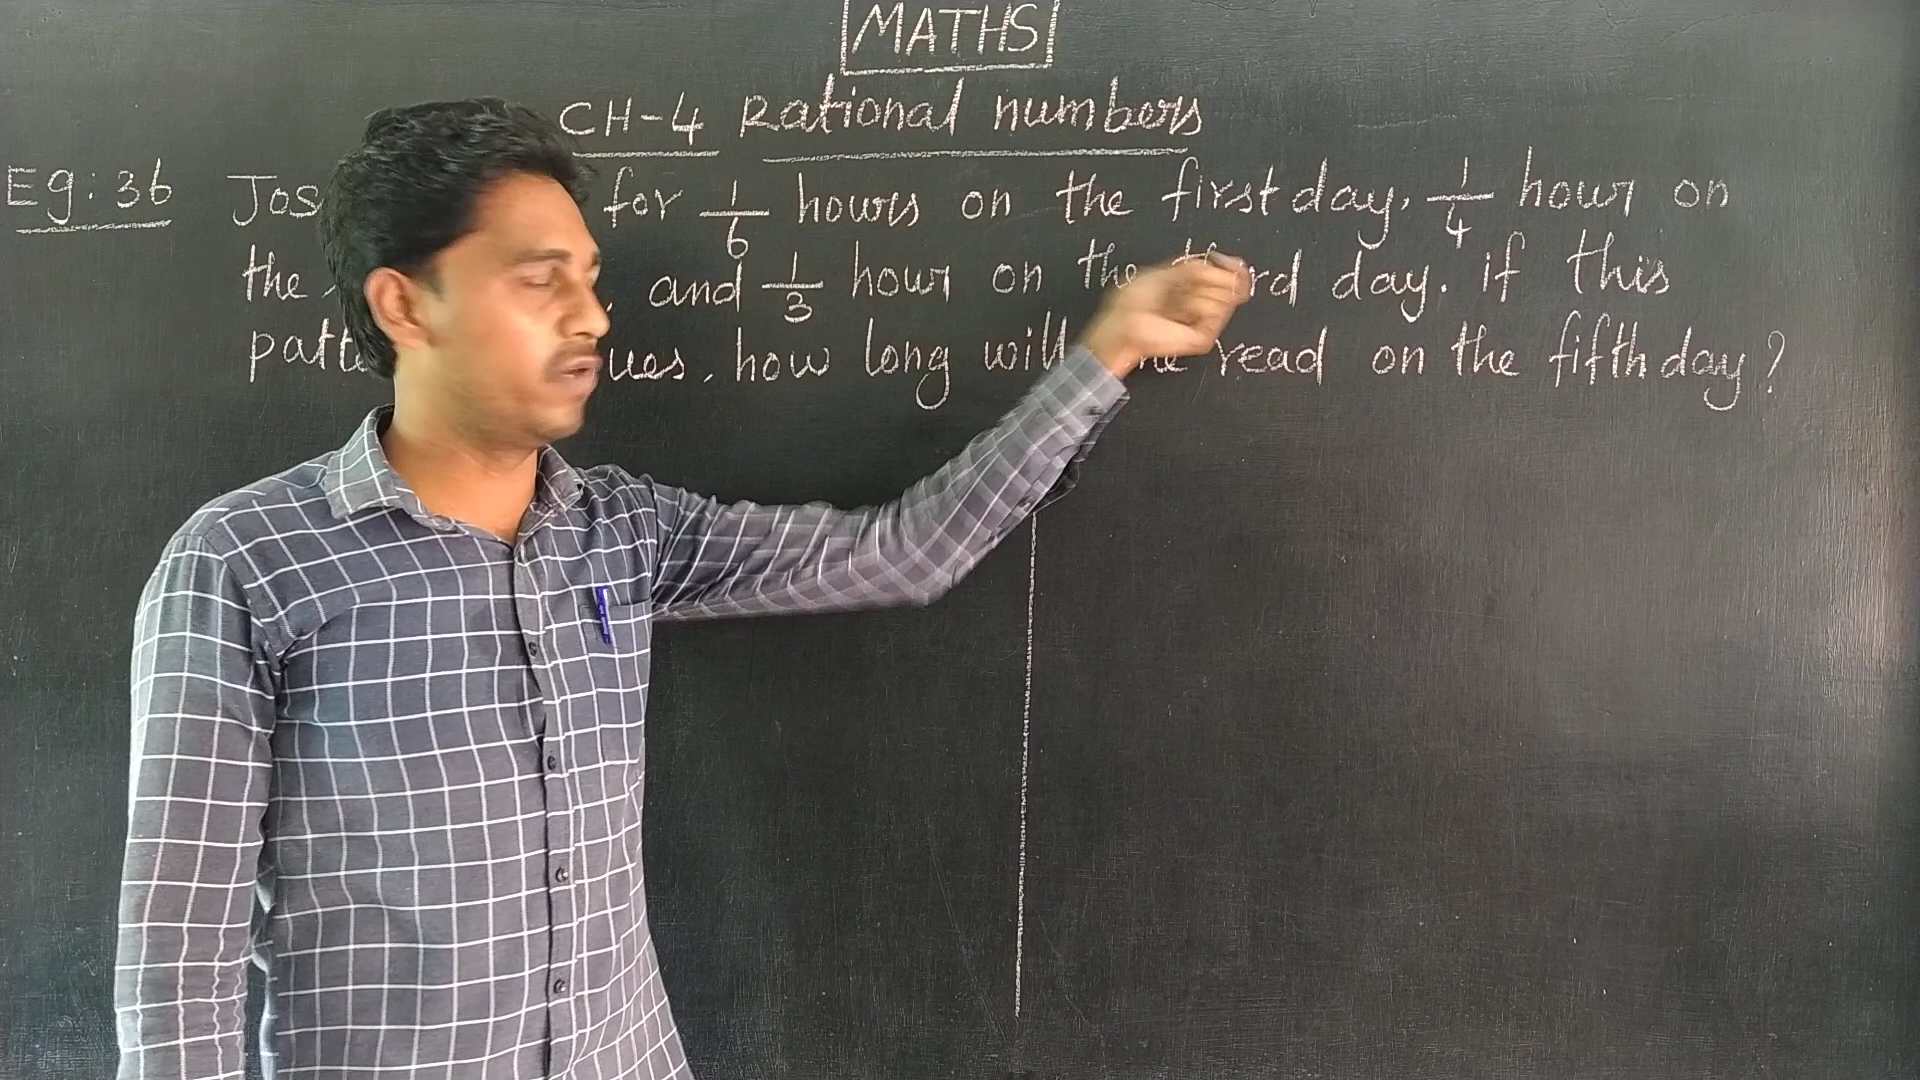 MATHS
CH-4 Rational numbers
Eg:36 Jos for 1/6 hours on the first day, 1/4 hour on
the , and 1/3 hour on the third day. if this
patte ues, how long will he read on the fifth day?